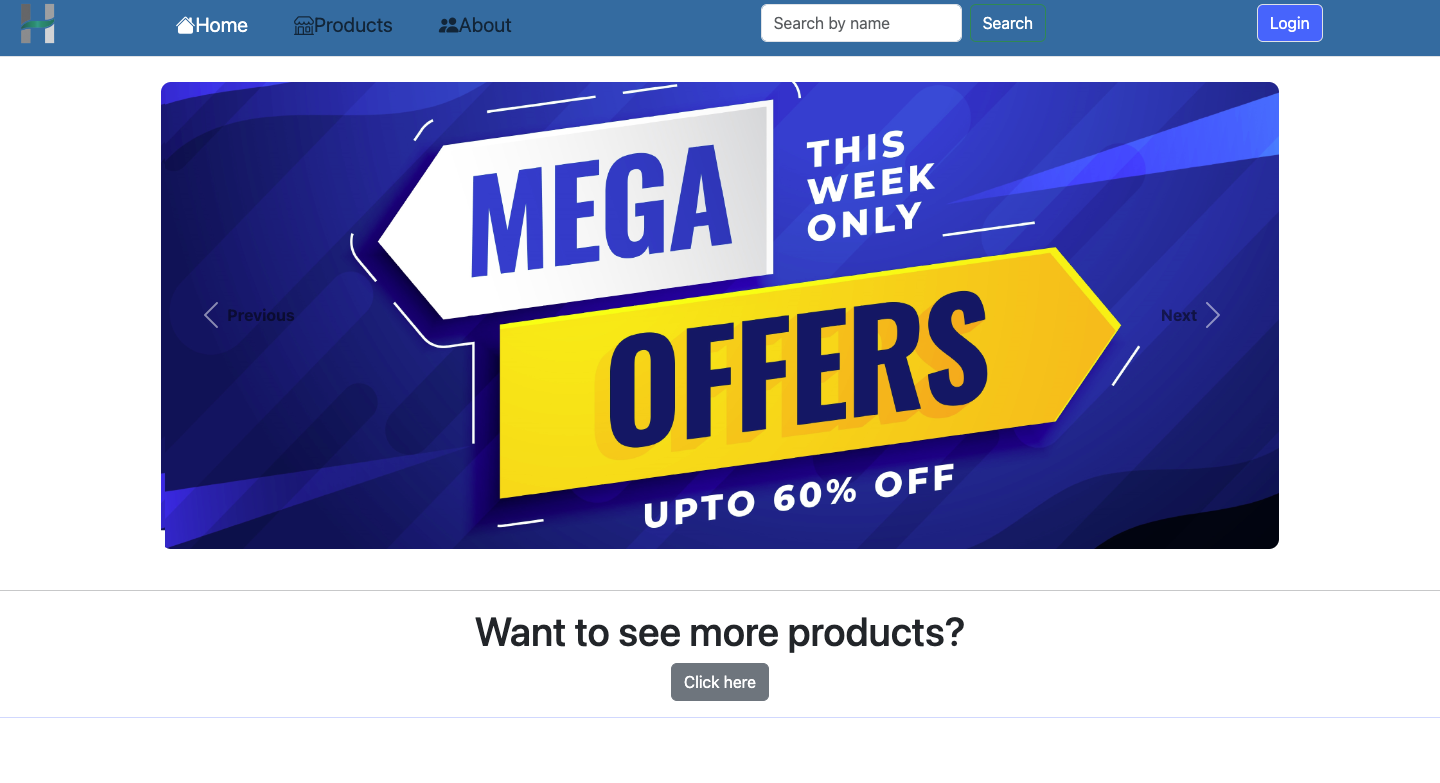 H
Home
Products
About
Search by name
Search
Login
MEGA
THIS
WEEK
ONLY
Previous
Next
OFFERS
UPTO 60% OFF
Want to see more products?
Click here